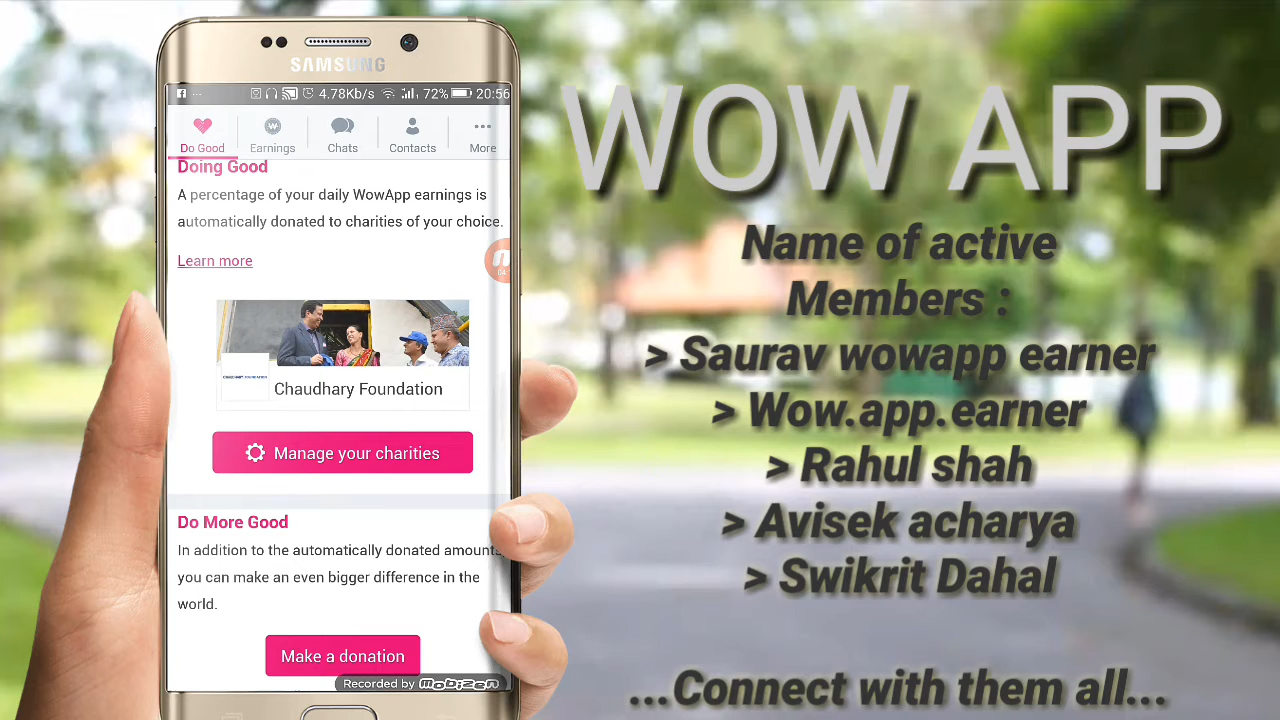 SAMSUNG
4.78Kb/s 72% 20:56
Do Good Earnings Chats Contacts More
Doing Good
A percentage of your daily WowApp earnings is
automatically donated to charities of your choice.
Learn more
CHAUDHARY FOUNDATION
Chaudhary Foundation
Manage your charities
Do More Good
In addition to the automatically donated amounts,
you can make an even bigger difference in the
world.
Make a donation
Recorded by MOBIZEN
WOW APP
Name of active
Members :
> Saurav wowapp earner
> Wow.app.earner
> Rahul shah
> Avisek acharya
> Swikrit Dahal
...Connect with them all...